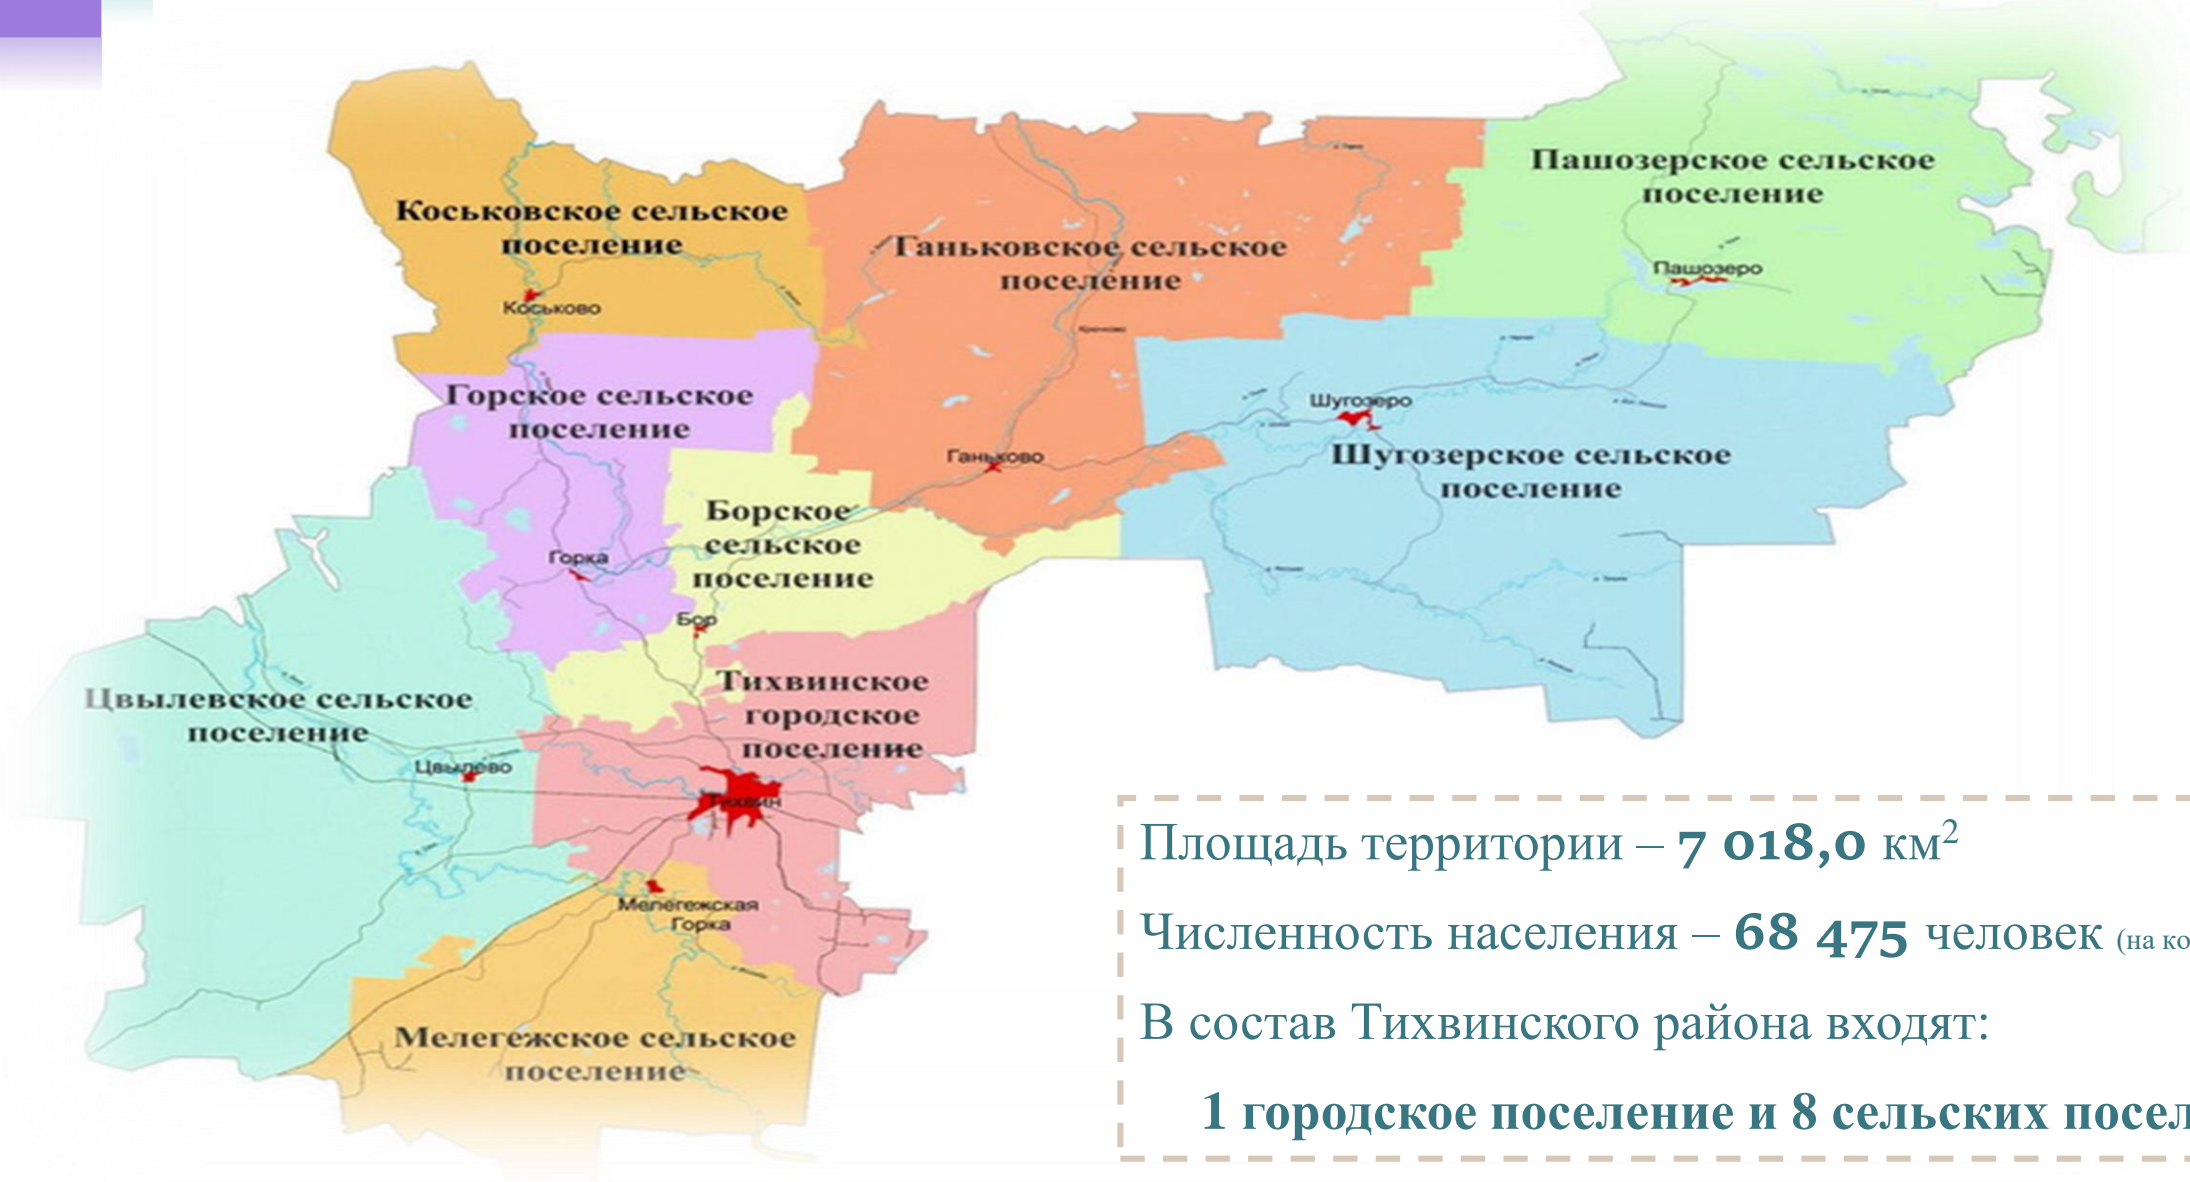 Пашозерское сельское
поселение
Коськовское сельское
поселение
Ганьковское сельское
поселение
Пашозеро
Коськово
Крючково
Горское сельское
поселение
Шугозеро
Ганьково
Шугозерское сельское
поселение
Борское
сельское
поселение
Горка
Бор
Тихвинское
городское
поселение
Цвылевское сельское
поселение
Цвылево
Тихвин
Мелегежская
Горка
Мелегежское сельское
поселение
Площадь территории – 7 018,0 км²
Численность населения – 68 475 человек (на ко
В состав Тихвинского района входят:
1 городское поселение и 8 сельских посел